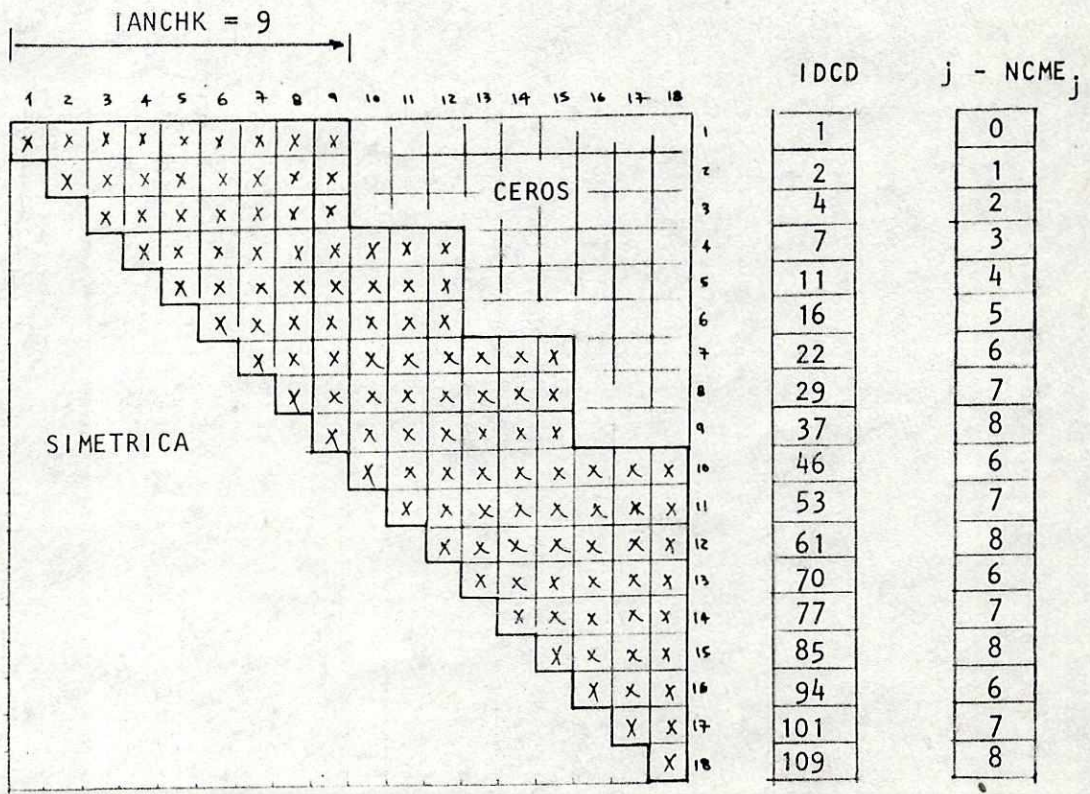 IANCHK = 9
IDCD j - NCMEj
1 2 3 4 5 6 7 8 9 10 11 12 13 14 15 16 17 18
X X X X X X X X X 1 1 0
X X X X X X X X CEROS 2 2 1
X X X X X X X 3 4 2
X X X X X X X X X 4 7 3
X X X X X X X X 5 11 4
X X X X X X X 6 16 5
X X X X X X X X X 7 22 6
X X X X X X X X 8 29 7
SIMETRICA X X X X X X X 9 37 8
X X X X X X X X X 10 46 6
X X X X X X X X 11 53 7
X X X X X X X 12 61 8
X X X X X X 13 70 6
X X X X X 14 77 7
X X X X 15 85 8
X X X 16 94 6
X X 17 101 7
X 18 109 8